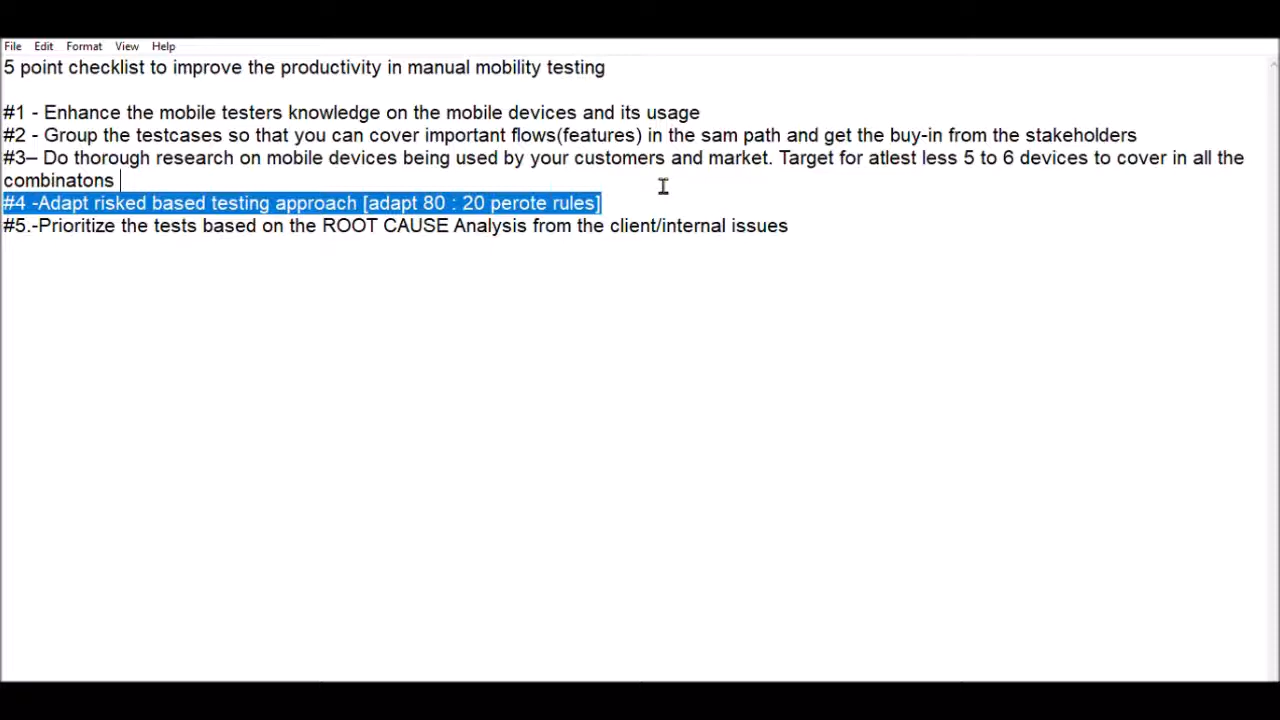 File Edit Format View Help
5 point checklist to improve the productivity in manual mobility testing
#1 - Enhance the mobile testers knowledge on the mobile devices and its usage
#2 - Group the testcases so that you can cover important flows(features) in the sam path and get the buy-in from the stakeholders
#3– Do thorough research on mobile devices being used by your customers and market. Target for atlest less 5 to 6 devices to cover in all the
combinatons
#4 -Adapt risked based testing approach [adapt 80 : 20 perote rules]
#5.-Prioritize the tests based on the ROOT CAUSE Analysis from the client/internal issues